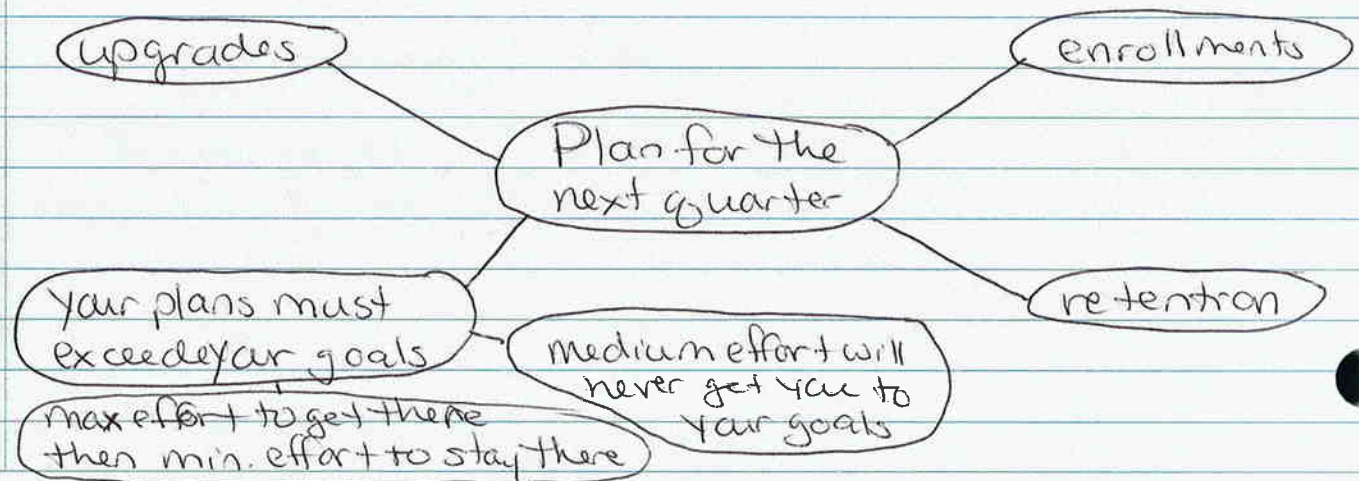 upgrades
enrollments
Plan for the
next quarter
your plans must
exceede your goals
retention
medium effort will
never get you to
your goals
max effort to get there
then min. effort to stay there